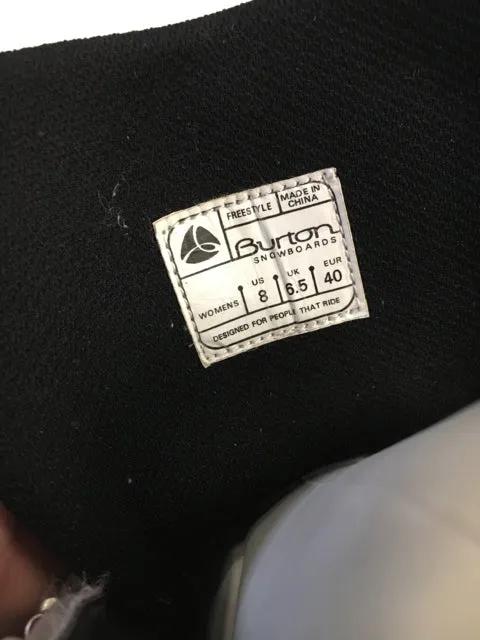 FREESTYLE
MADE IN
CHINA
Burton
SNOWBOARDS
WOMENS
US
8
UK
6.5
EUR
40
DESIGNED FOR PEOPLE THAT RIDE